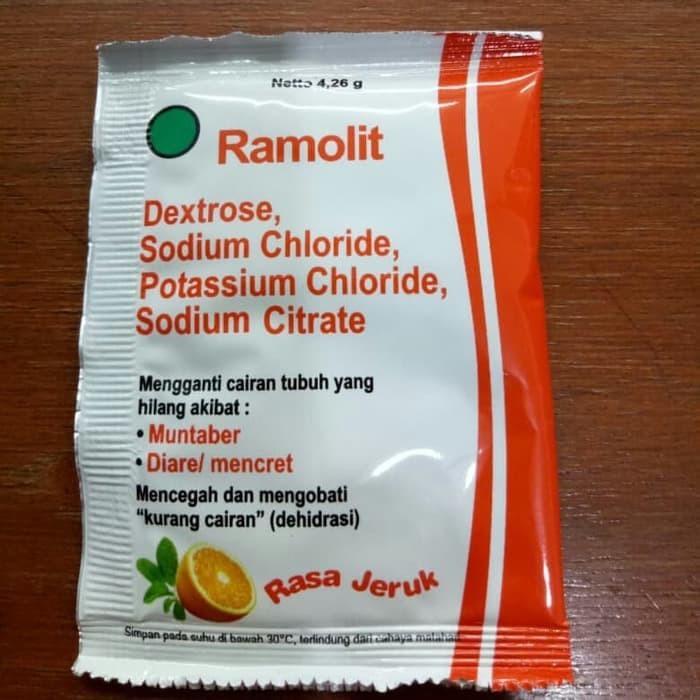 Netto 4,26 g
Ramolit
Dextrose,
Sodium Chloride,
Potassium Chloride,
Sodium Citrate
Mengganti cairan tubuh yang
hilang akibat :
• Muntaber
• Diare/ mencret
Mencegah dan mengobati
“kurang cairan” (dehidrasi)
Rasa Jeruk
Simpan pada suhu di bawah 30°C, terlindung dari cahaya matahari